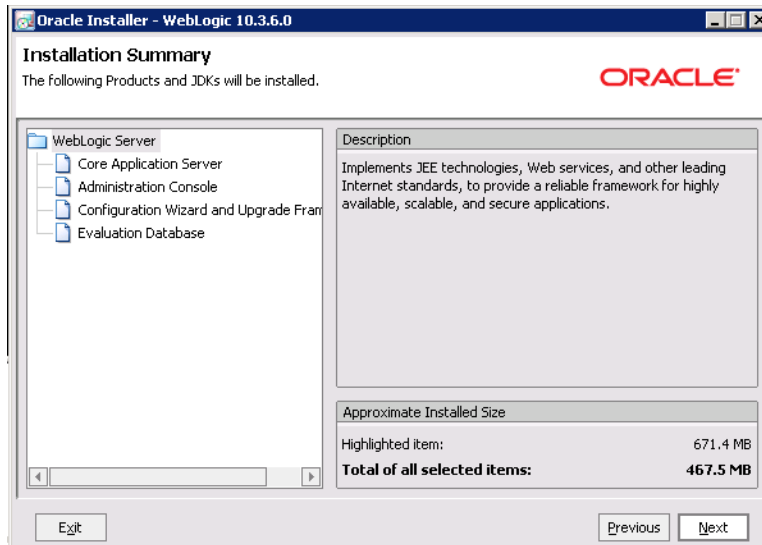 Oracle Installer - WebLogic 10.3.6.0
Installation Summary
The following Products and JDKs will be installed.
ORACLE
WebLogic Server
Core Application Server
Administration Console
Configuration Wizard and Upgrade Fram
Evaluation Database
Description
Implements JEE technologies, Web services, and other leading
Internet standards, to provide a reliable framework for highly
available, scalable, and secure applications.
Approximate Installed Size
Highlighted item: 671.4 MB
Total of all selected items: 467.5 MB
Exit Previous Next